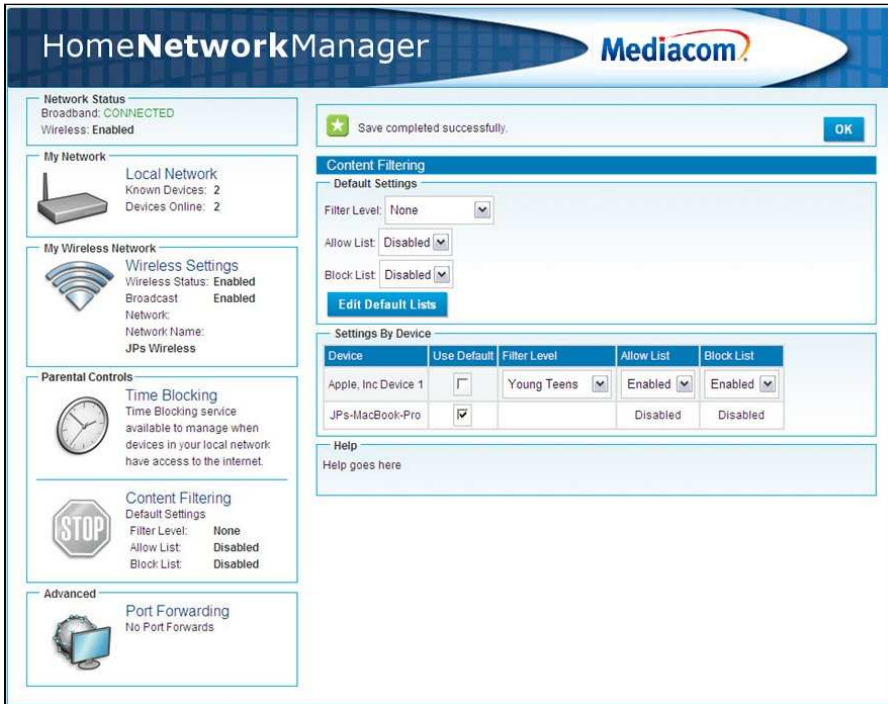 HomeNetworkManager
Mediacom
Network Status
Broadband: CONNECTED
Wireless: Enabled
My Network
Local Network
Known Devices: 2
Devices Online: 2
My Wireless Network
Wireless Settings
Wireless Status: Enabled
Broadcast Enabled
Network:
Network Name:
JPs Wireless
Parental Controls
Time Blocking
Time Blocking service
available to manage when
devices in your local network
have access to the internet.
STOP
Content Filtering
Default Settings
Filter Level: None
Allow List: Disabled
Block List: Disabled
Advanced
Port Forwarding
No Port Forwards
Save completed successfully.
OK
Content Filtering
Default Settings
Filter Level: None
Allow List: Disabled
Block List: Disabled
Edit Default Lists
Settings By Device
Device Use Default Filter Level Allow List Block List
Apple, Inc Device 1 Young Teens Enabled Enabled
JPs-MacBook-Pro Disabled Disabled
Help
Help goes here